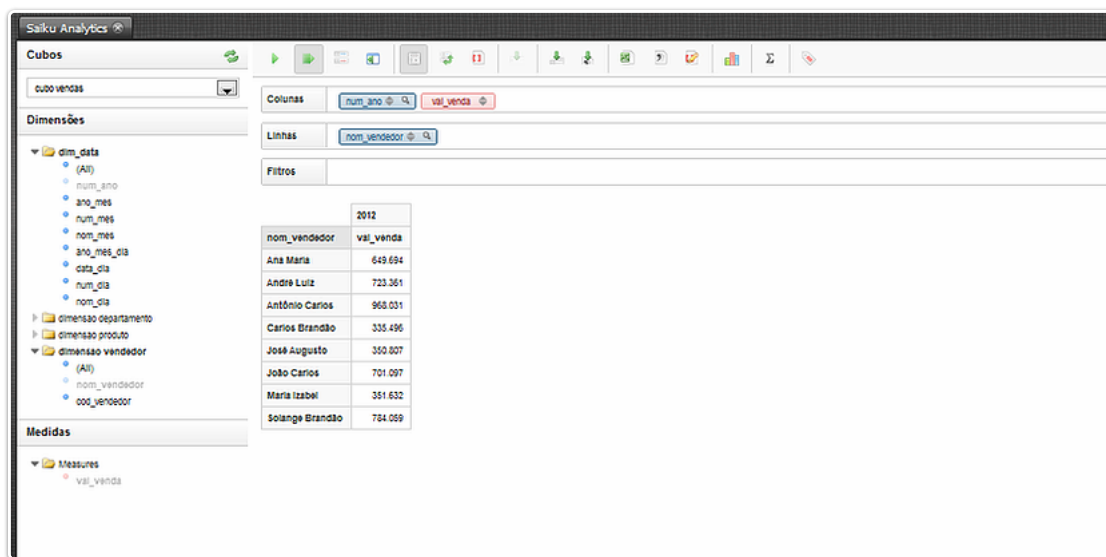 Saiku Analytics
Cubos
cubo vendas
Dimensões
dim_data
(All)
num_ano
ano_mes
num_mes
nom_mes
ano_mes_dia
data_dia
num_dia
nom_dia
dimensao departamento
dimensao produto
dimensao vendedor
(All)
nom_vendedor
cod_vendedor
Medidas
Measures
val_venda
Colunas num_ano val_venda
Linhas nom_vendedor
Filtros
2012
nom_vendedor val_venda
Ana Maria 649.694
André Luiz 723.361
Antônio Carlos 968.031
Carlos Brandão 335.496
José Augusto 350.807
João Carlos 701.097
Maria Izabel 351.632
Solange Brandão 784.059